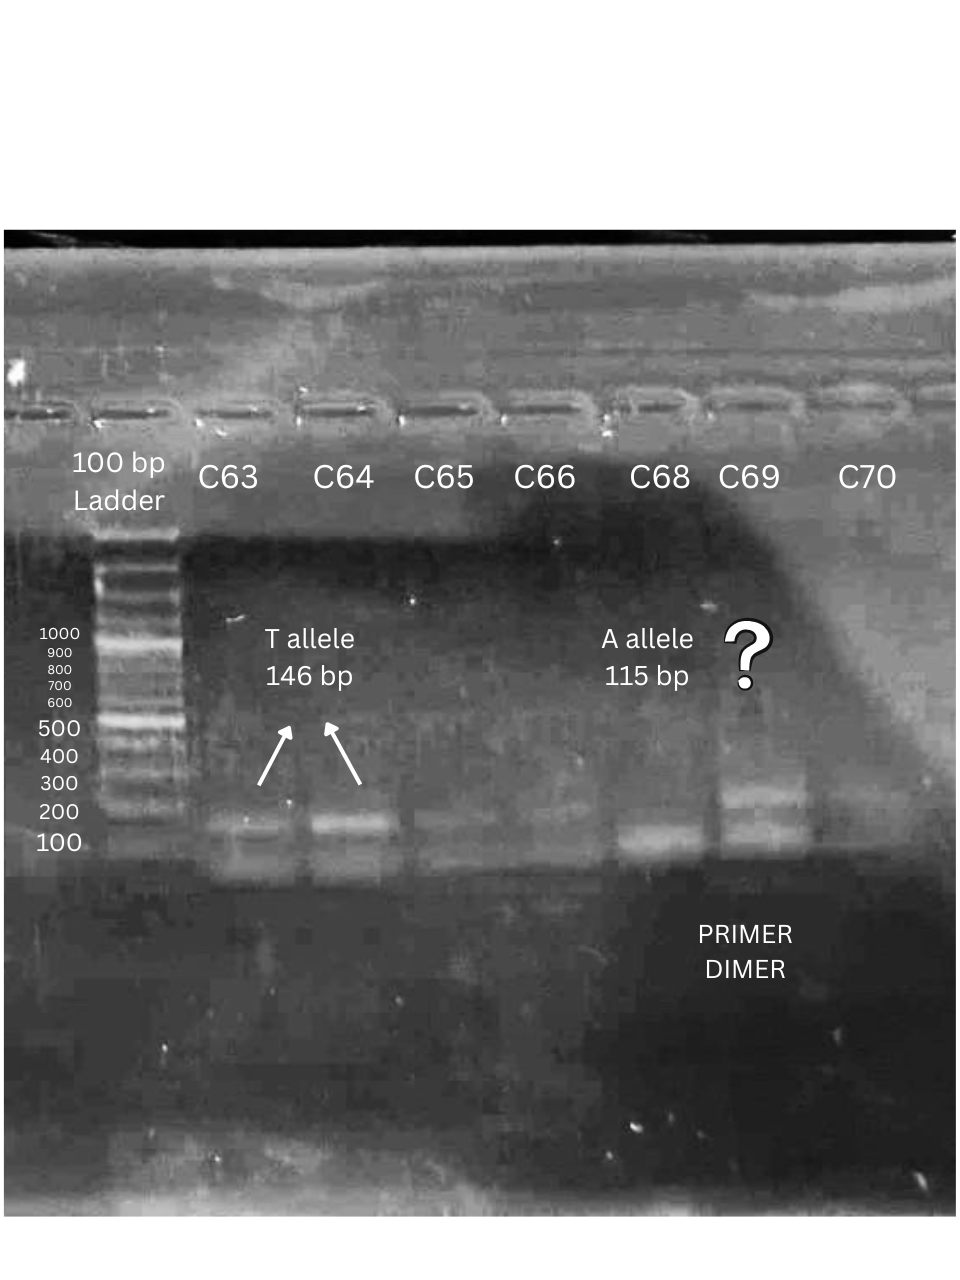 100 bp
Ladder
C63
C64
C65
C66
C68
C69
C70
1000
900
800
700
600
500
400
300
200
100
T allele
146 bp
A allele
115 bp
?
PRIMER
DIMER